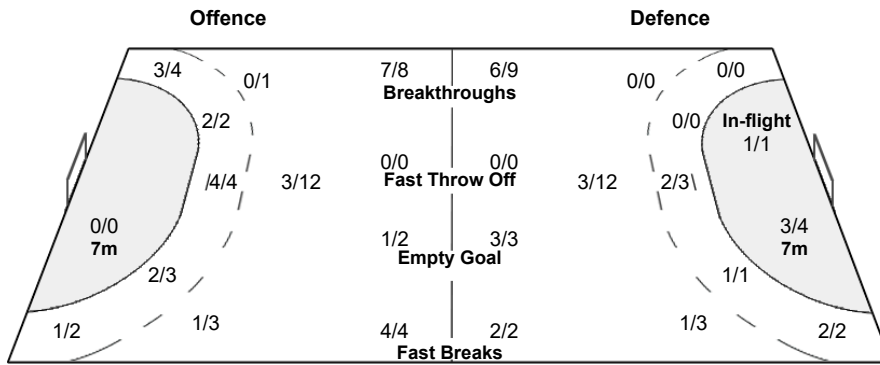 Offence Defence
3/4 0/1 7/8 6/9 0/0 0/0
Breakthroughs
2/2 0/0 In-flight
1/1
4/4 3/12 0/0 0/0 3/12 2/3
Fast Throw Off
0/0 3/4
7m 7m
1/2 3/3
Empty Goal
2/3 1/1
1/2 1/3 4/4 2/2 1/3 2/2
Fast Breaks